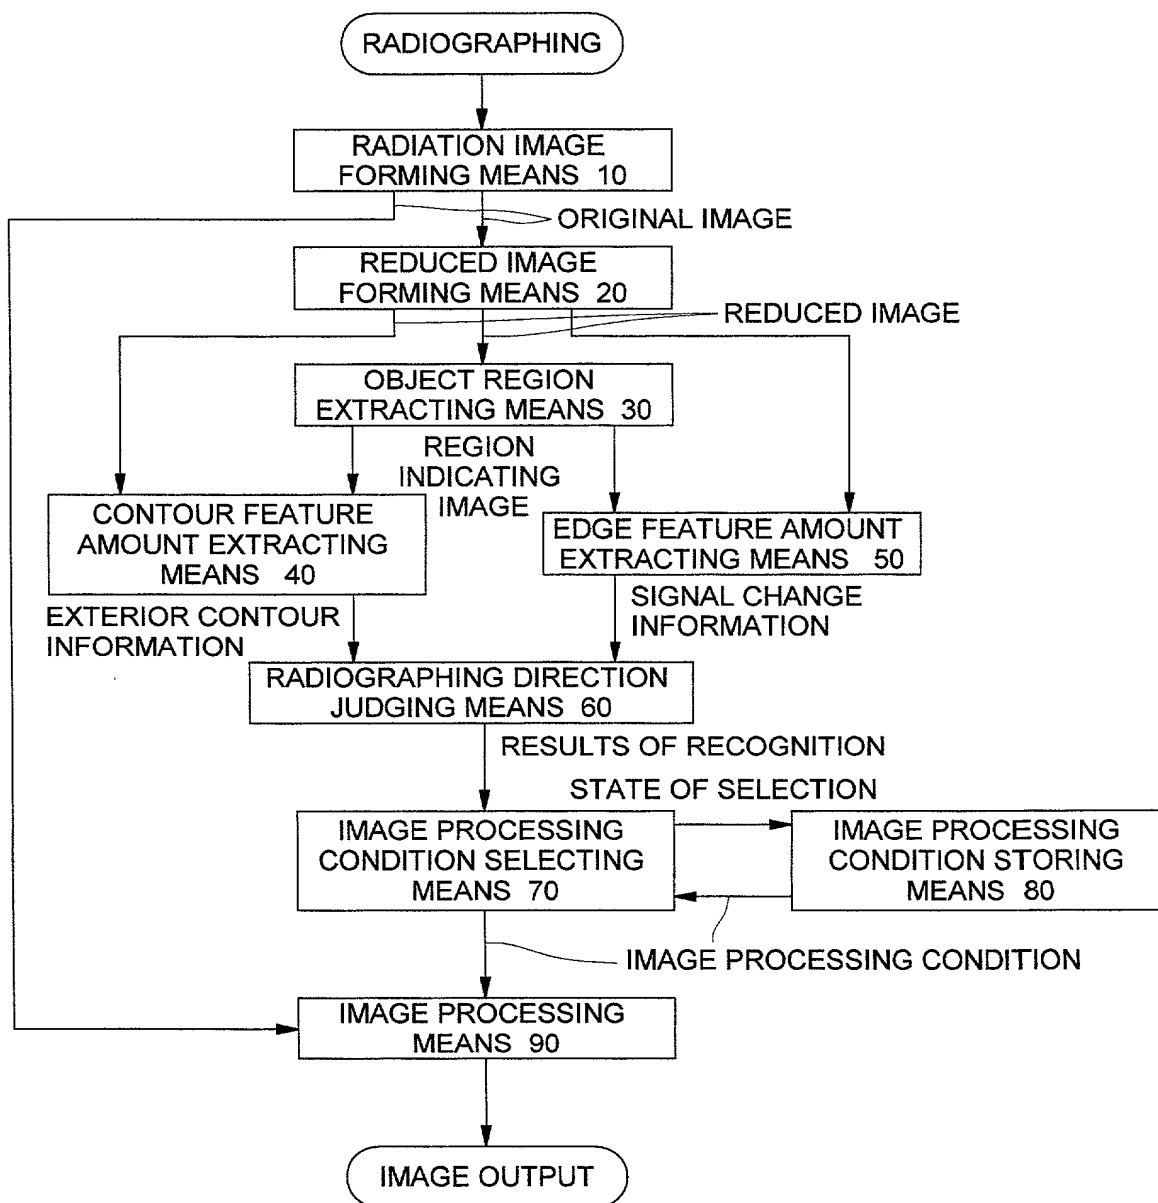 RADIOGRAPHING
RADIATION IMAGE
FORMING MEANS 10
ORIGINAL IMAGE
REDUCED IMAGE
FORMING MEANS 20
REDUCED IMAGE
OBJECT REGION
EXTRACTING MEANS 30
REGION
INDICATING
IMAGE
CONTOUR FEATURE
AMOUNT EXTRACTING
MEANS 40
EDGE FEATURE AMOUNT
EXTRACTING MEANS 50
EXTERIOR CONTOUR
INFORMATION
SIGNAL CHANGE
INFORMATION
RADIOGRAPHING DIRECTION
JUDGING MEANS 60
RESULTS OF RECOGNITION
STATE OF SELECTION
IMAGE PROCESSING
CONDITION SELECTING
MEANS 70
IMAGE PROCESSING
CONDITION STORING
MEANS 80
IMAGE PROCESSING CONDITION
IMAGE PROCESSING
MEANS 90
IMAGE OUTPUT